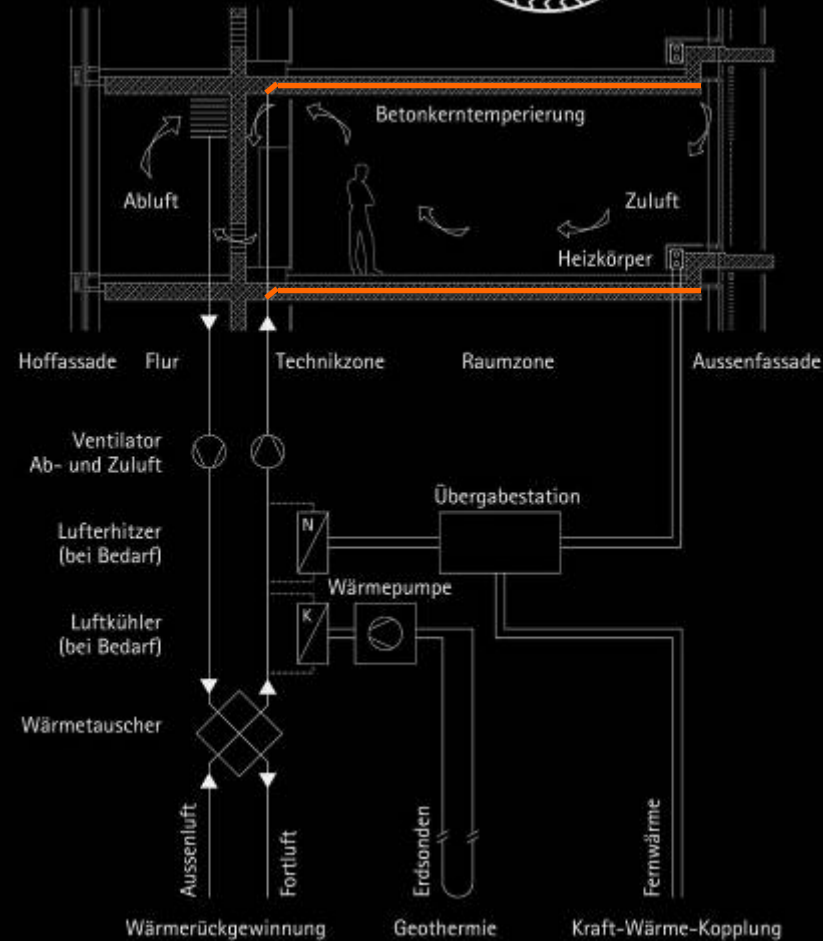 Betonkerntemperierung
Abluft
Zuluft
Heizkörper
Hoffassade Flur Technikzone Raumzone Aussenfassade
Ventilator
Ab- und Zuluft
Übergabestation
Lufterhitzer
(bei Bedarf)
N
Wärmepumpe
Luftkühler
(bei Bedarf)
K
Wärmetauscher
Aussenluft
Fortluft
Erdsonden
Fernwärme
Wärmerückgewinnung Geothermie Kraft-Wärme-Kopplung